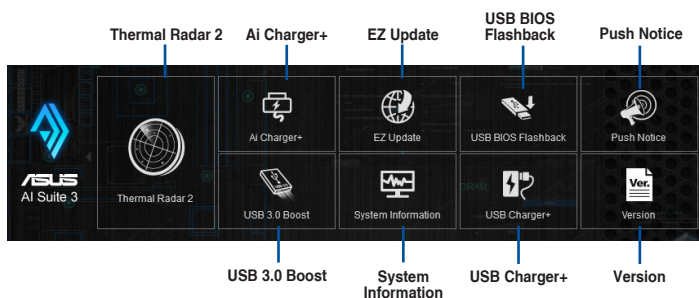 USB BIOS
Thermal Radar 2 Ai Charger+ EZ Update Flashback Push Notice
Ai Charger+ EZ Update USB BIOS Flashback Push Notice
ASUS
AI Suite 3
Thermal Radar 2
Ver.
USB 3.0 Boost System Information USB Charger+ Version
USB 3.0 Boost System USB Charger+ Version
Information